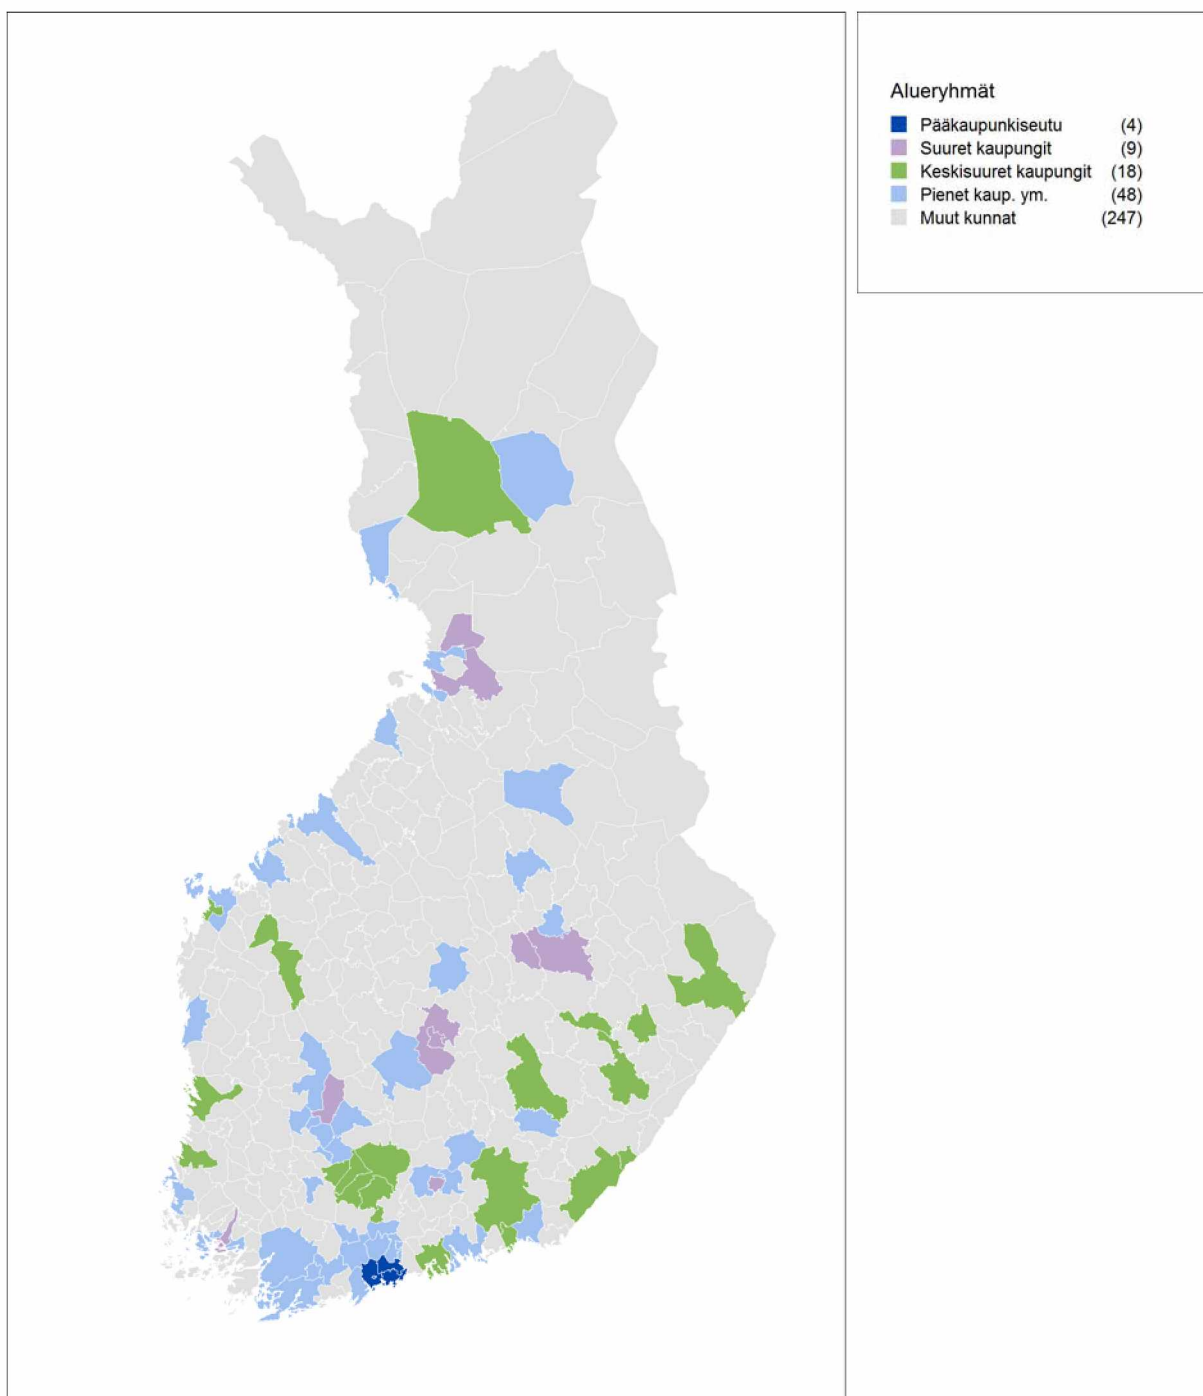 Alueryhmät
Pääkaupunkiseutu (4)
Suuret kaupungit (9)
Keskisuuret kaupungit (18)
Pienet kaup. ym. (48)
Muut kunnat (247)